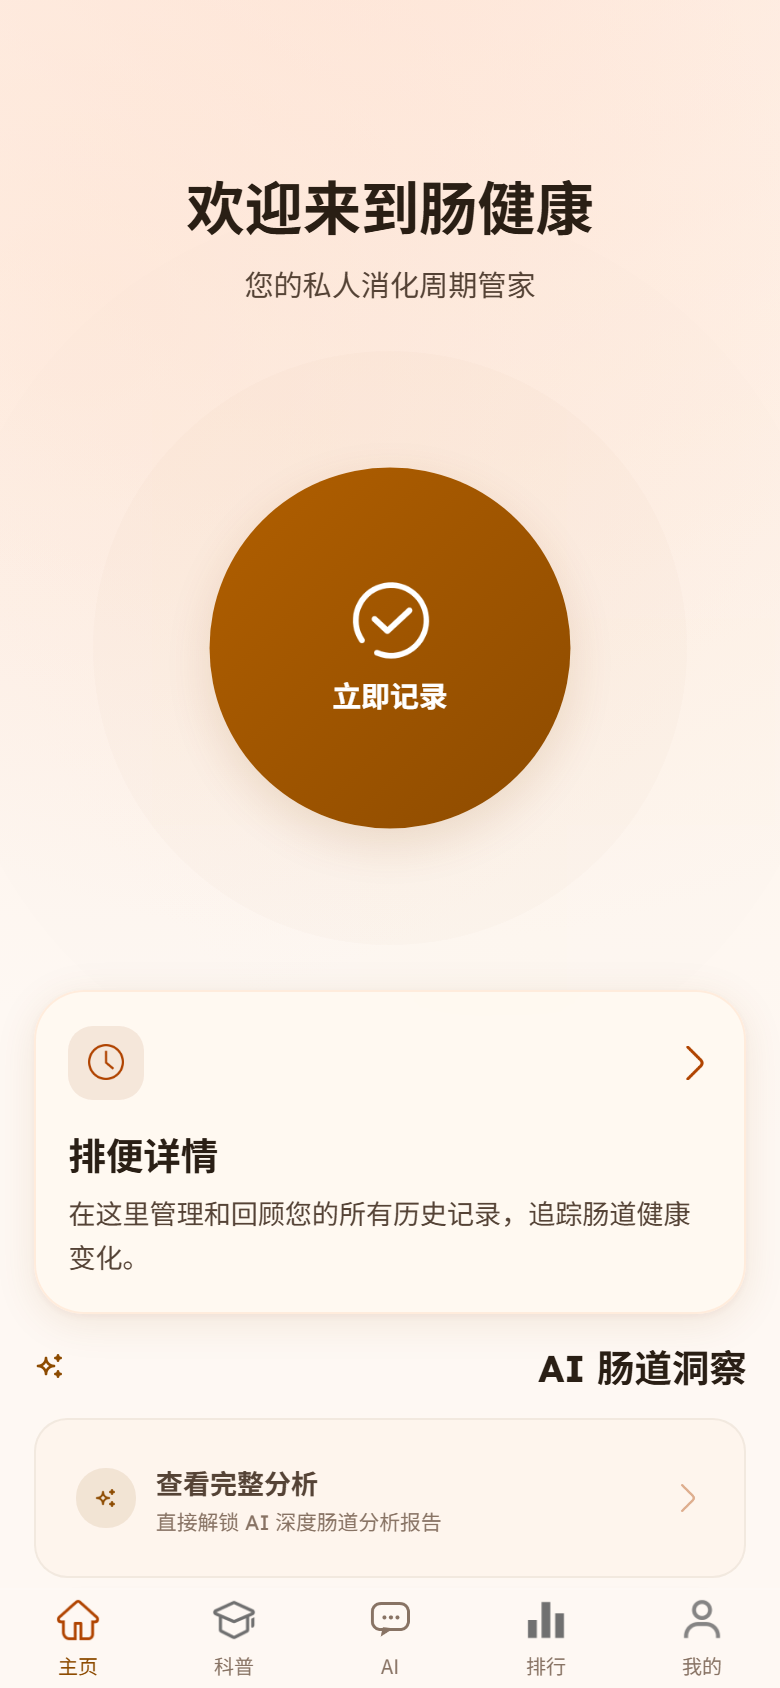 欢迎来到肠健康
您的私人消化周期管家
立即记录
排便详情
在这里管理和回顾您的所有历史记录，追踪肠道健康
变化。
AI 肠道洞察
查看完整分析
直接解锁 AI 深度肠道分析报告
主页
科普
AI
排行
我的